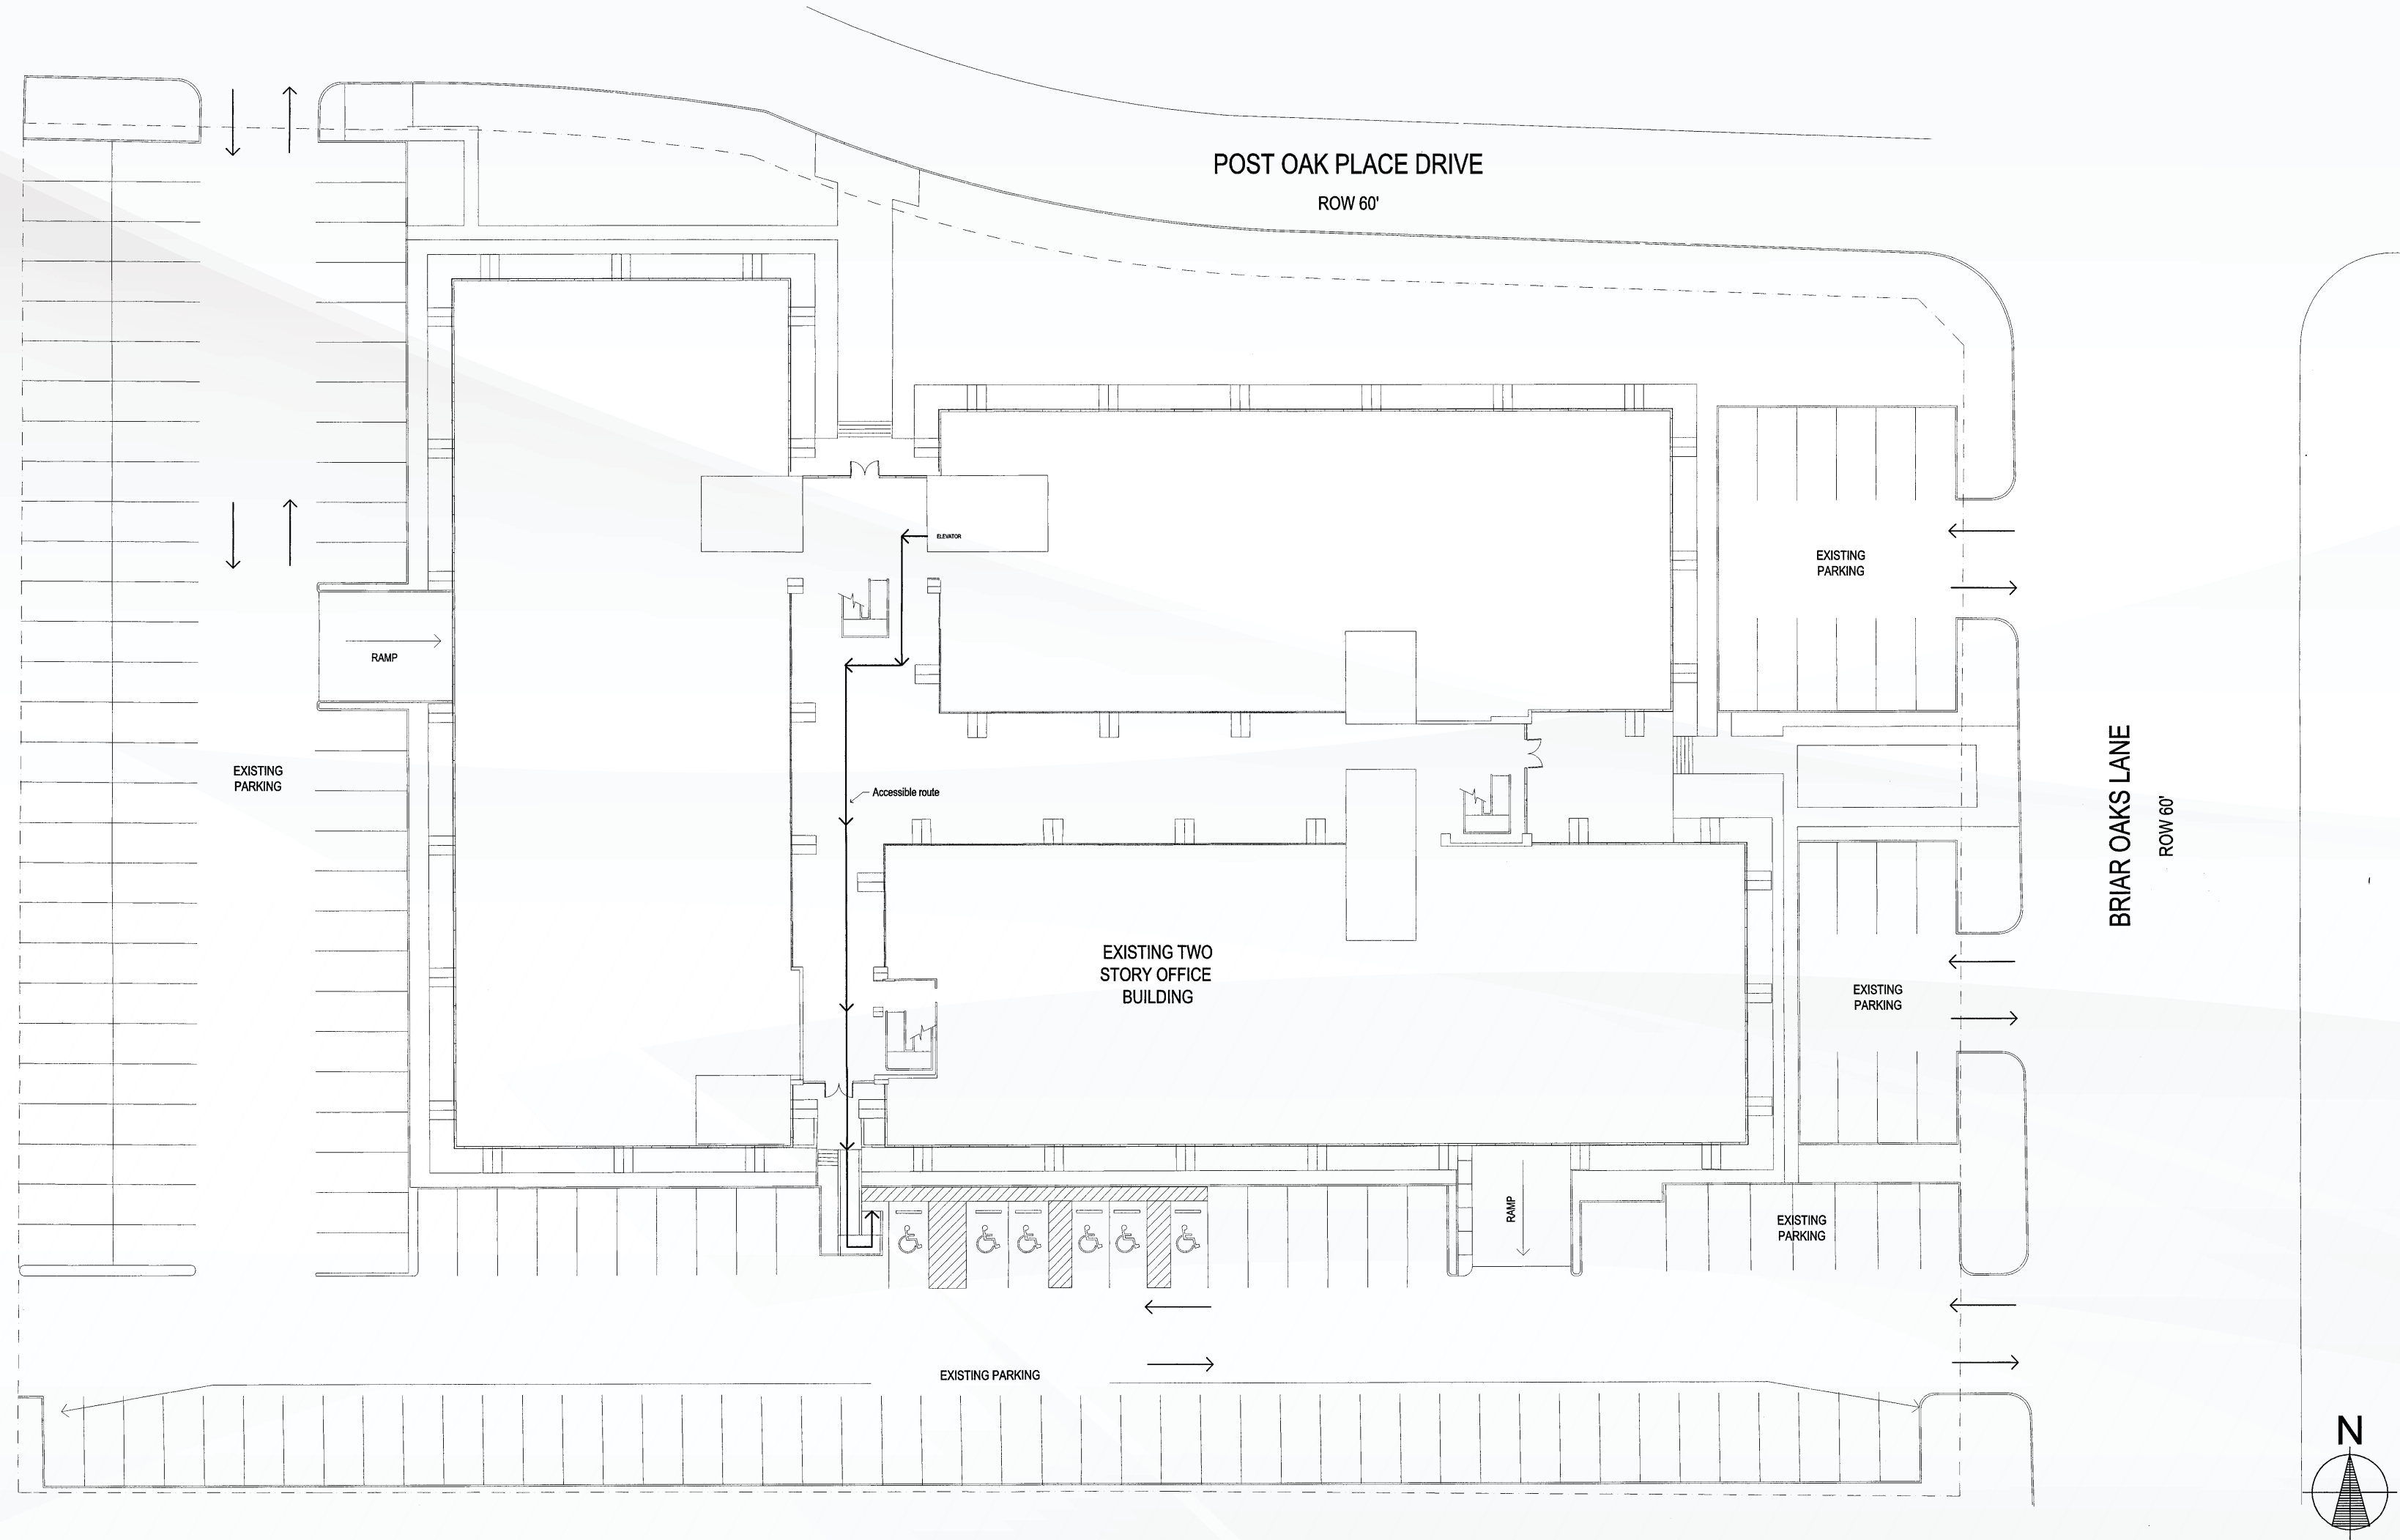 POST OAK PLACE DRIVE
ROW 60'
ELEVATOR
EXISTING
PARKING
RAMP
EXISTING
PARKING
Accessible route
BRIAR OAKS LANE
ROW 60'
EXISTING TWO
STORY OFFICE
BUILDING
EXISTING
PARKING
RAMP
EXISTING
PARKING
EXISTING PARKING
N